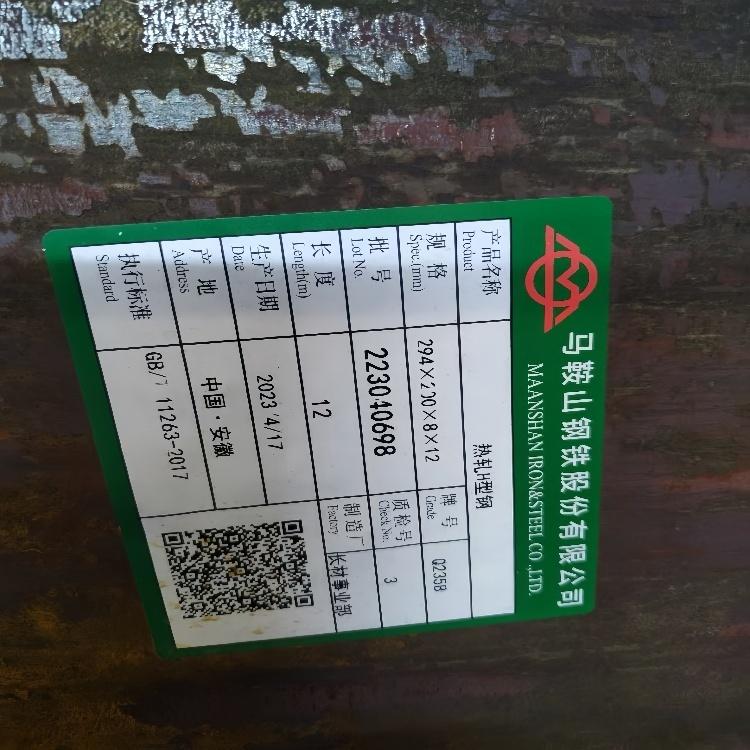 马鞍山钢铁股份有限公司
MAANSHAN IRON&STEEL CO.,LTD.
产品名称 热轧H型钢
Product
规格 294×200×8×12 牌号 Q235B
Spec.(mm) Grade
批号 223040698 质检号 3
Lot No. Check No.
长度 12 制造厂 长材事业部
Length(m) Factory
生产日期 2023/4/17
Date
产地 中国·安徽
Address
执行标准 GB/T 11263-2017
Standard